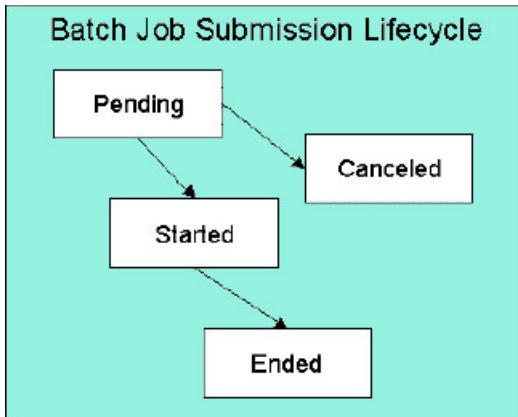 Batch Job Submission Lifecycle
Pending
Canceled
Started
Ended